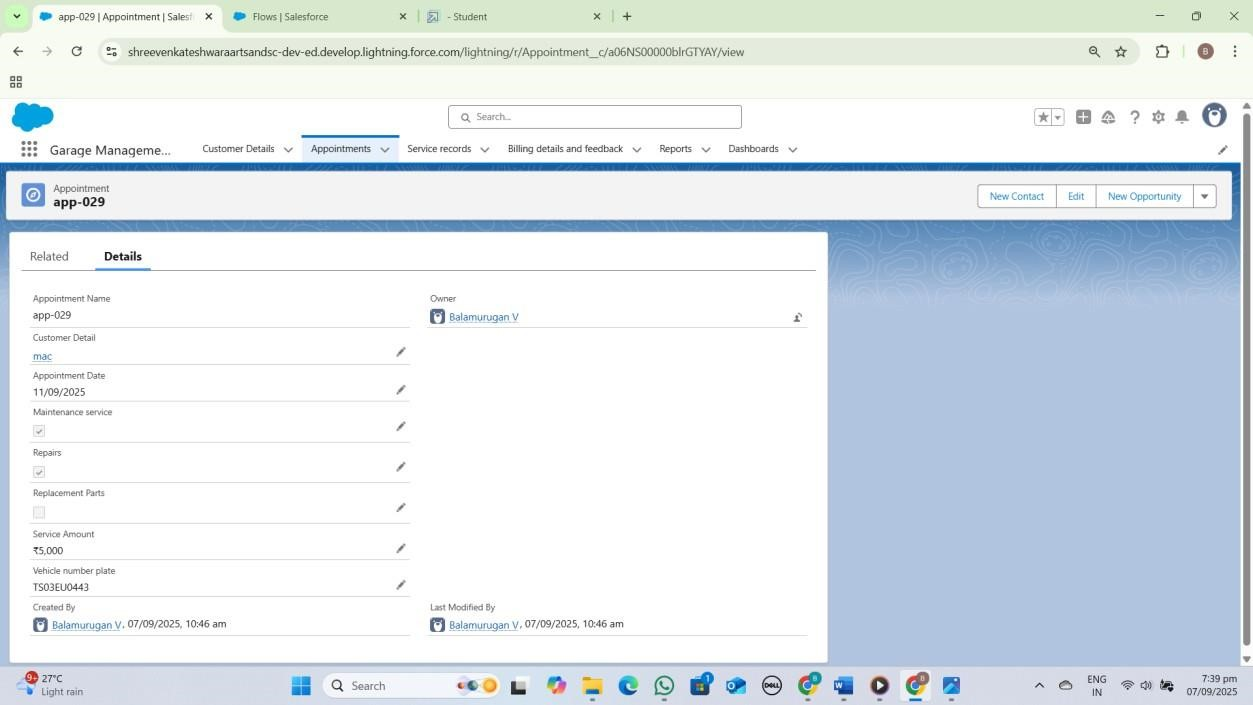 app-029 | Appointment | Salesf
Flows | Salesforce
- Student
shreevenkateshwaraartsandsc-dev-ed.develop.lightning.force.com/lightning/r/Appointment__c/a06NS00000blrGTYAY/view
B
Search...
Garage Manageme...
Customer Details
Appointments
Service records
Billing details and feedback
Reports
Dashboards
Appointment
app-029
New Contact
Edit
New Opportunity
Related
Details
Appointment Name
app-029
Owner
Balamurugan V
Customer Detail
mac
Appointment Date
11/09/2025
Maintenance service
Repairs
Replacement Parts
Service Amount
₹5,000
Vehicle number plate
TS03EU0443
Created By
Balamurugan V, 07/09/2025, 10:46 am
Last Modified By
Balamurugan V, 07/09/2025, 10:46 am
9+
27°C
Light rain
Search
1
DELL
B
W
B
ENG
IN
7:39 pm
07/09/2025